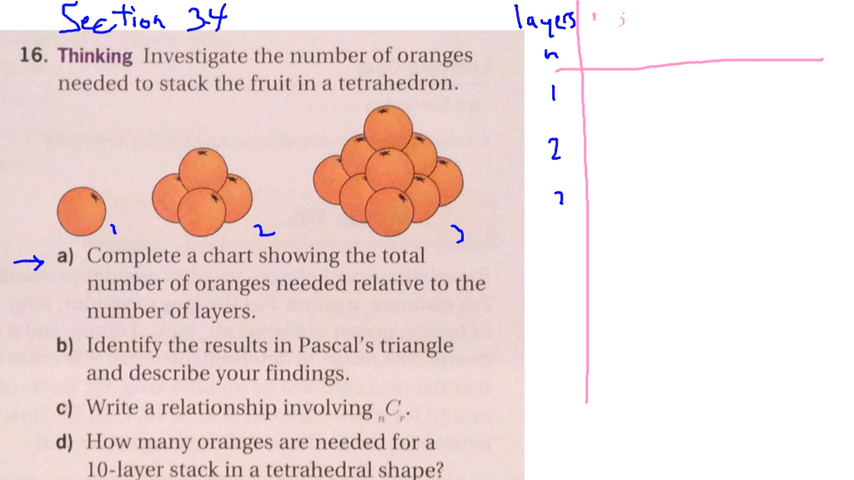 Section 3.4
layers
n
16. Thinking Investigate the number of oranges
needed to stack the fruit in a tetrahedron.
1
2
3
1
2
a) Complete a chart showing the total
number of oranges needed relative to the
number of layers.
b) Identify the results in Pascal's triangle
and describe your findings.
c) Write a relationship involving nCr.
d) How many oranges are needed for a
10-layer stack in a tetrahedral shape?